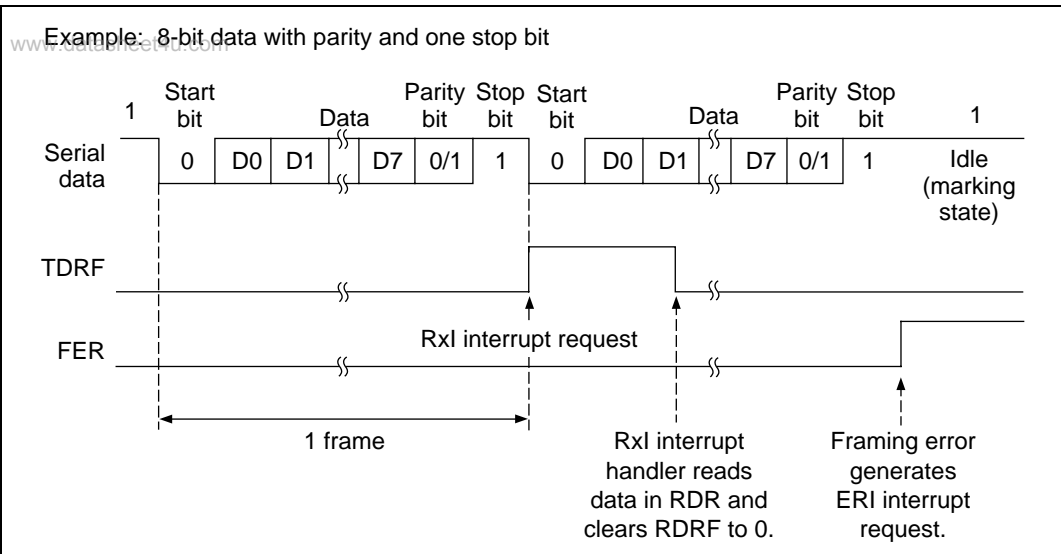 Example: 8-bit data with parity and one stop bit
www.datasheet4u.com
1 Start bit Data Parity bit Stop bit Start bit Data Parity bit Stop bit 1
Serial data 0 D0 D1 D7 0/1 1 0 D0 D1 D7 0/1 1 Idle (marking state)
TDRF
RxI interrupt request
FER
1 frame
RxI interrupt
handler reads
data in RDR and
clears RDRF to 0.
Framing error
generates
ERI interrupt
request.